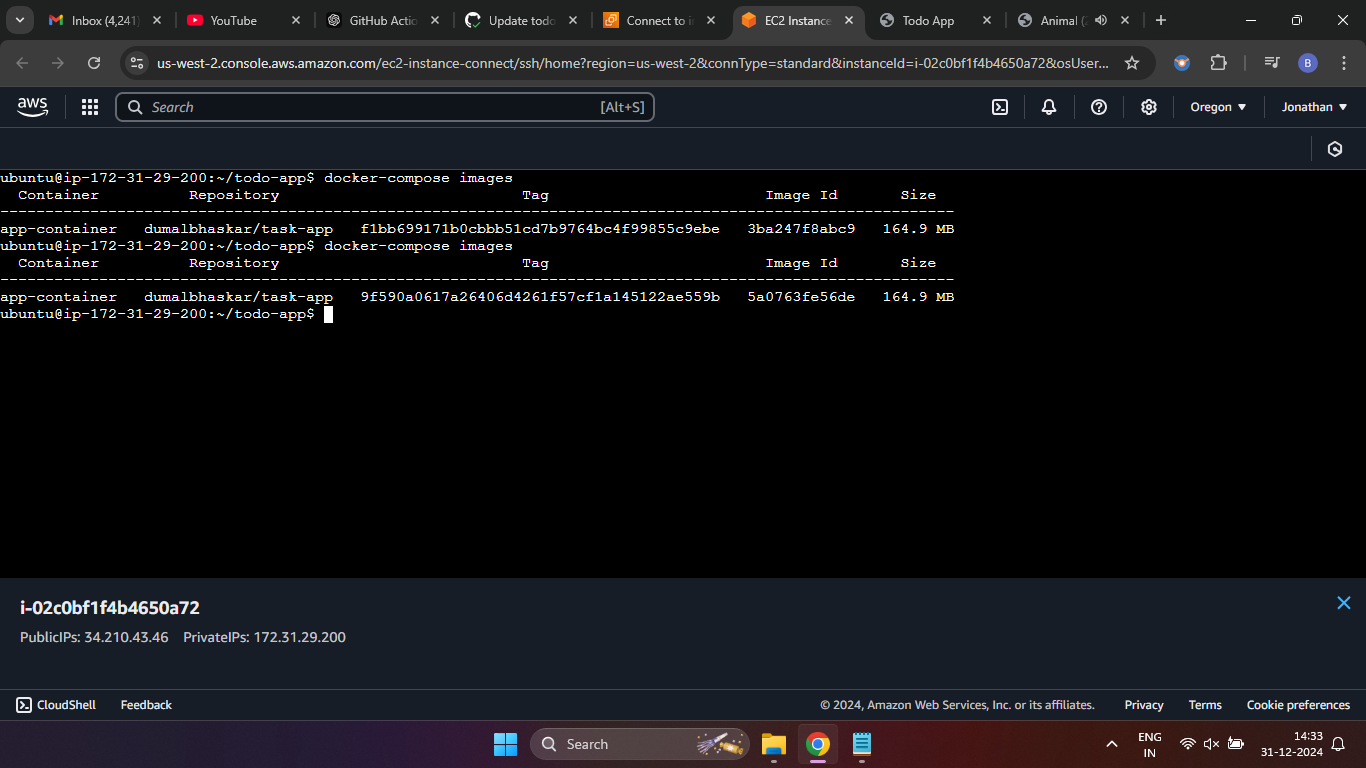 Inbox (4,241)
YouTube
GitHub Actio
Update todo
Connect to i
EC2 Instance
Todo App
Animal (
us-west-2.console.aws.amazon.com/ec2-instance-connect/ssh/home?region=us-west-2&connType=standard&instanceId=i-02c0bf1f4b4650a72&osUser...
B
aws
Search
[Alt+S]
Oregon
Jonathan
ubuntu@ip-172-31-29-200:~/todo-app$ docker-compose images
Container Repository Tag Image Id Size
----------------------------------------------------------------------------------------------------------
app-container dumalbhaskar/task-app f1bb699171b0cbbb51cd7b9764bc4f99855c9ebe 3ba247f8abc9 164.9 MB
ubuntu@ip-172-31-29-200:~/todo-app$ docker-compose images
Container Repository Tag Image Id Size
----------------------------------------------------------------------------------------------------------
app-container dumalbhaskar/task-app 9f590a0617a26406d4261f57cf1a145122ae559b 5a0763fe56de 164.9 MB
ubuntu@ip-172-31-29-200:~/todo-app$
i-02c0bf1f4b4650a72
PublicIPs: 34.210.43.46 PrivateIPs: 172.31.29.200
CloudShell
Feedback
© 2024, Amazon Web Services, Inc. or its affiliates.
Privacy
Terms
Cookie preferences
Search
ENG
IN
14:33
31-12-2024